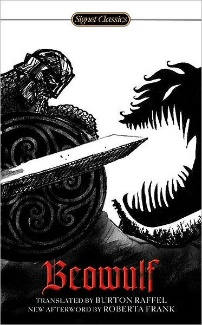 Signet Classics
Beowulf
TRANSLATED BY BURTON RAFFEL
NEW AFTERWORD BY ROBERTA FRANK